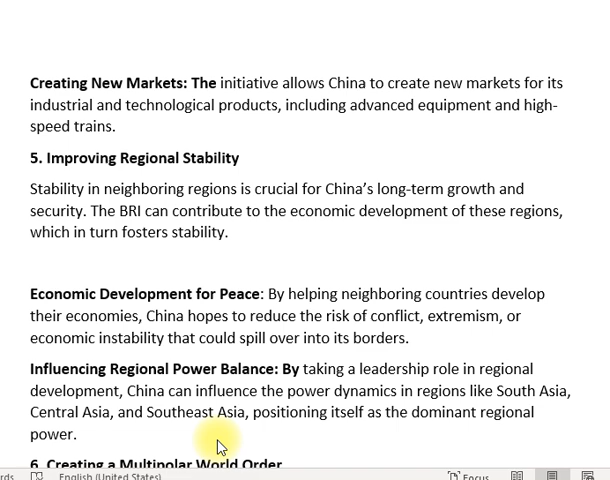 Creating New Markets: The initiative allows China to create new markets for its
industrial and technological products, including advanced equipment and high-
speed trains.
5. Improving Regional Stability
Stability in neighboring regions is crucial for China’s long-term growth and
security. The BRI can contribute to the economic development of these regions,
which in turn fosters stability.
Economic Development for Peace: By helping neighboring countries develop
their economies, China hopes to reduce the risk of conflict, extremism, or
economic instability that could spill over into its borders.
Influencing Regional Power Balance: By taking a leadership role in regional
development, China can influence the power dynamics in regions like South Asia,
Central Asia, and Southeast Asia, positioning itself as the dominant regional
power.
6. Creating a Multipolar World Order
rds English (United States) Focus